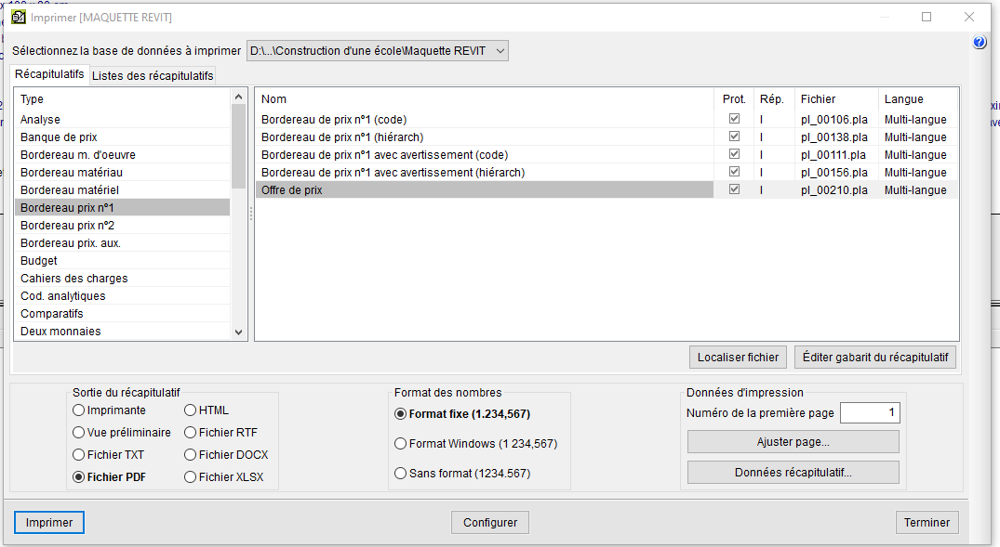 Imprimer [MAQUETTE REVIT]
Sélectionnez la base de données à imprimer D:\...\Construction d'une école\Maquette REVIT
Récapitulatifs Listes des récapitulatifs
Type Nom Prot. Rép. Fichier Langue
Analyse Bordereau de prix nº1 (code) I pl_00106.pla Multi-langue
Banque de prix Bordereau de prix nº1 (hiérarch) I pl_00138.pla Multi-langue
Bordereau m. d'oeuvre Bordereau de prix nº1 avec avertissement (code) I pl_00111.pla Multi-langue
Bordereau matériau Bordereau de prix nº1 avec avertissement (hiérarch) I pl_00156.pla Multi-langue
Bordereau matériel Offre de prix I pl_00210.pla Multi-langue
Bordereau prix nº1
Bordereau prix nº2
Bordereau prix. aux.
Budget
Cahiers des charges
Cod. analytiques
Comparatifs
Deux monnaies
Localiser fichier Éditer gabarit du récapitulatif
Sortie du récapitulatif Format des nombres Données d'impression
Imprimante HTML Format fixe (1.234,567) Numéro de la première page 1
Vue préliminaire Fichier RTF Format Windows (1 234,567) Ajuster page...
Fichier TXT Fichier DOCX Sans format (1234.567) Données récapitulatif...
Fichier PDF Fichier XLSX
Imprimer Configurer Terminer